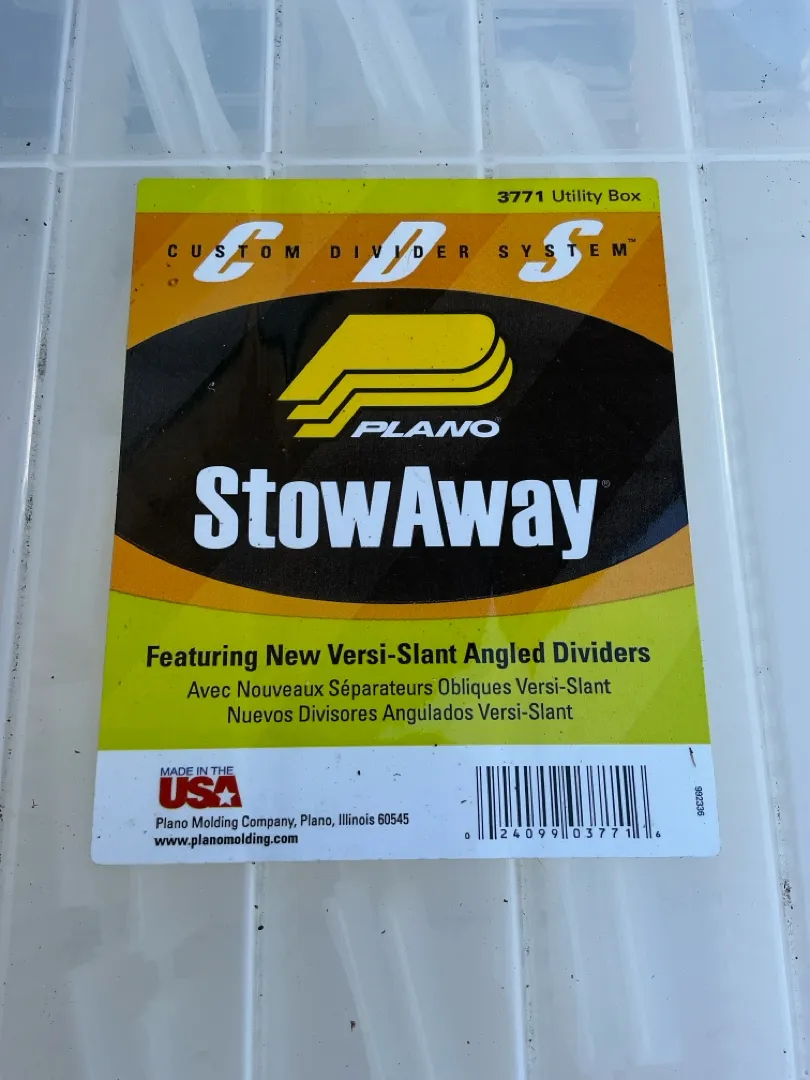 3771 Utility Box
C D S
CUSTOM DIVIDER SYSTEM™
PLANO®
StowAway®
Featuring New Versi-Slant Angled Dividers
Avec Nouveaux Séparateurs Obliques Versi-Slant
Nuevos Divisores Angulados Versi-Slant
MADE IN THE
USA
Plano Molding Company, Plano, Illinois 60545
www.planomolding.com
0 24099 03771 6
992336